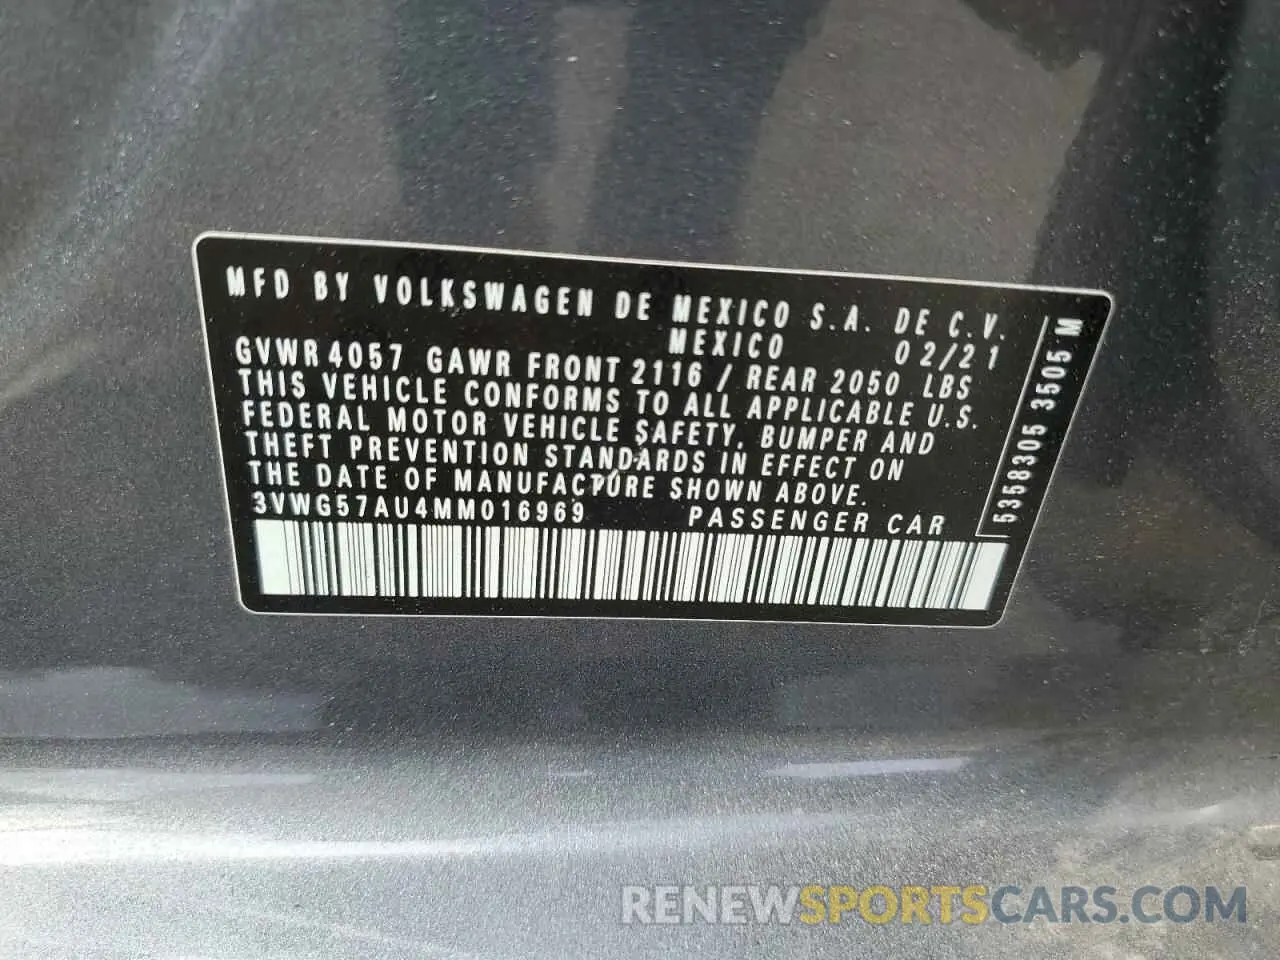 MFD BY VOLKSWAGEN DE MEXICO S.A. DE C.V.
MEXICO 02/21
GVWR 4057 GAWR FRONT 2116 / REAR 2050 LBS
THIS VEHICLE CONFORMS TO ALL APPLICABLE U.S.
FEDERAL MOTOR VEHICLE SAFETY, BUMPER AND
THEFT PREVENTION STANDARDS IN EFFECT ON
THE DATE OF MANUFACTURE SHOWN ABOVE.
3VWG57AU4MM016969 PASSENGER CAR
5358305 3505 M
RENEWSPORTSCARS.COM